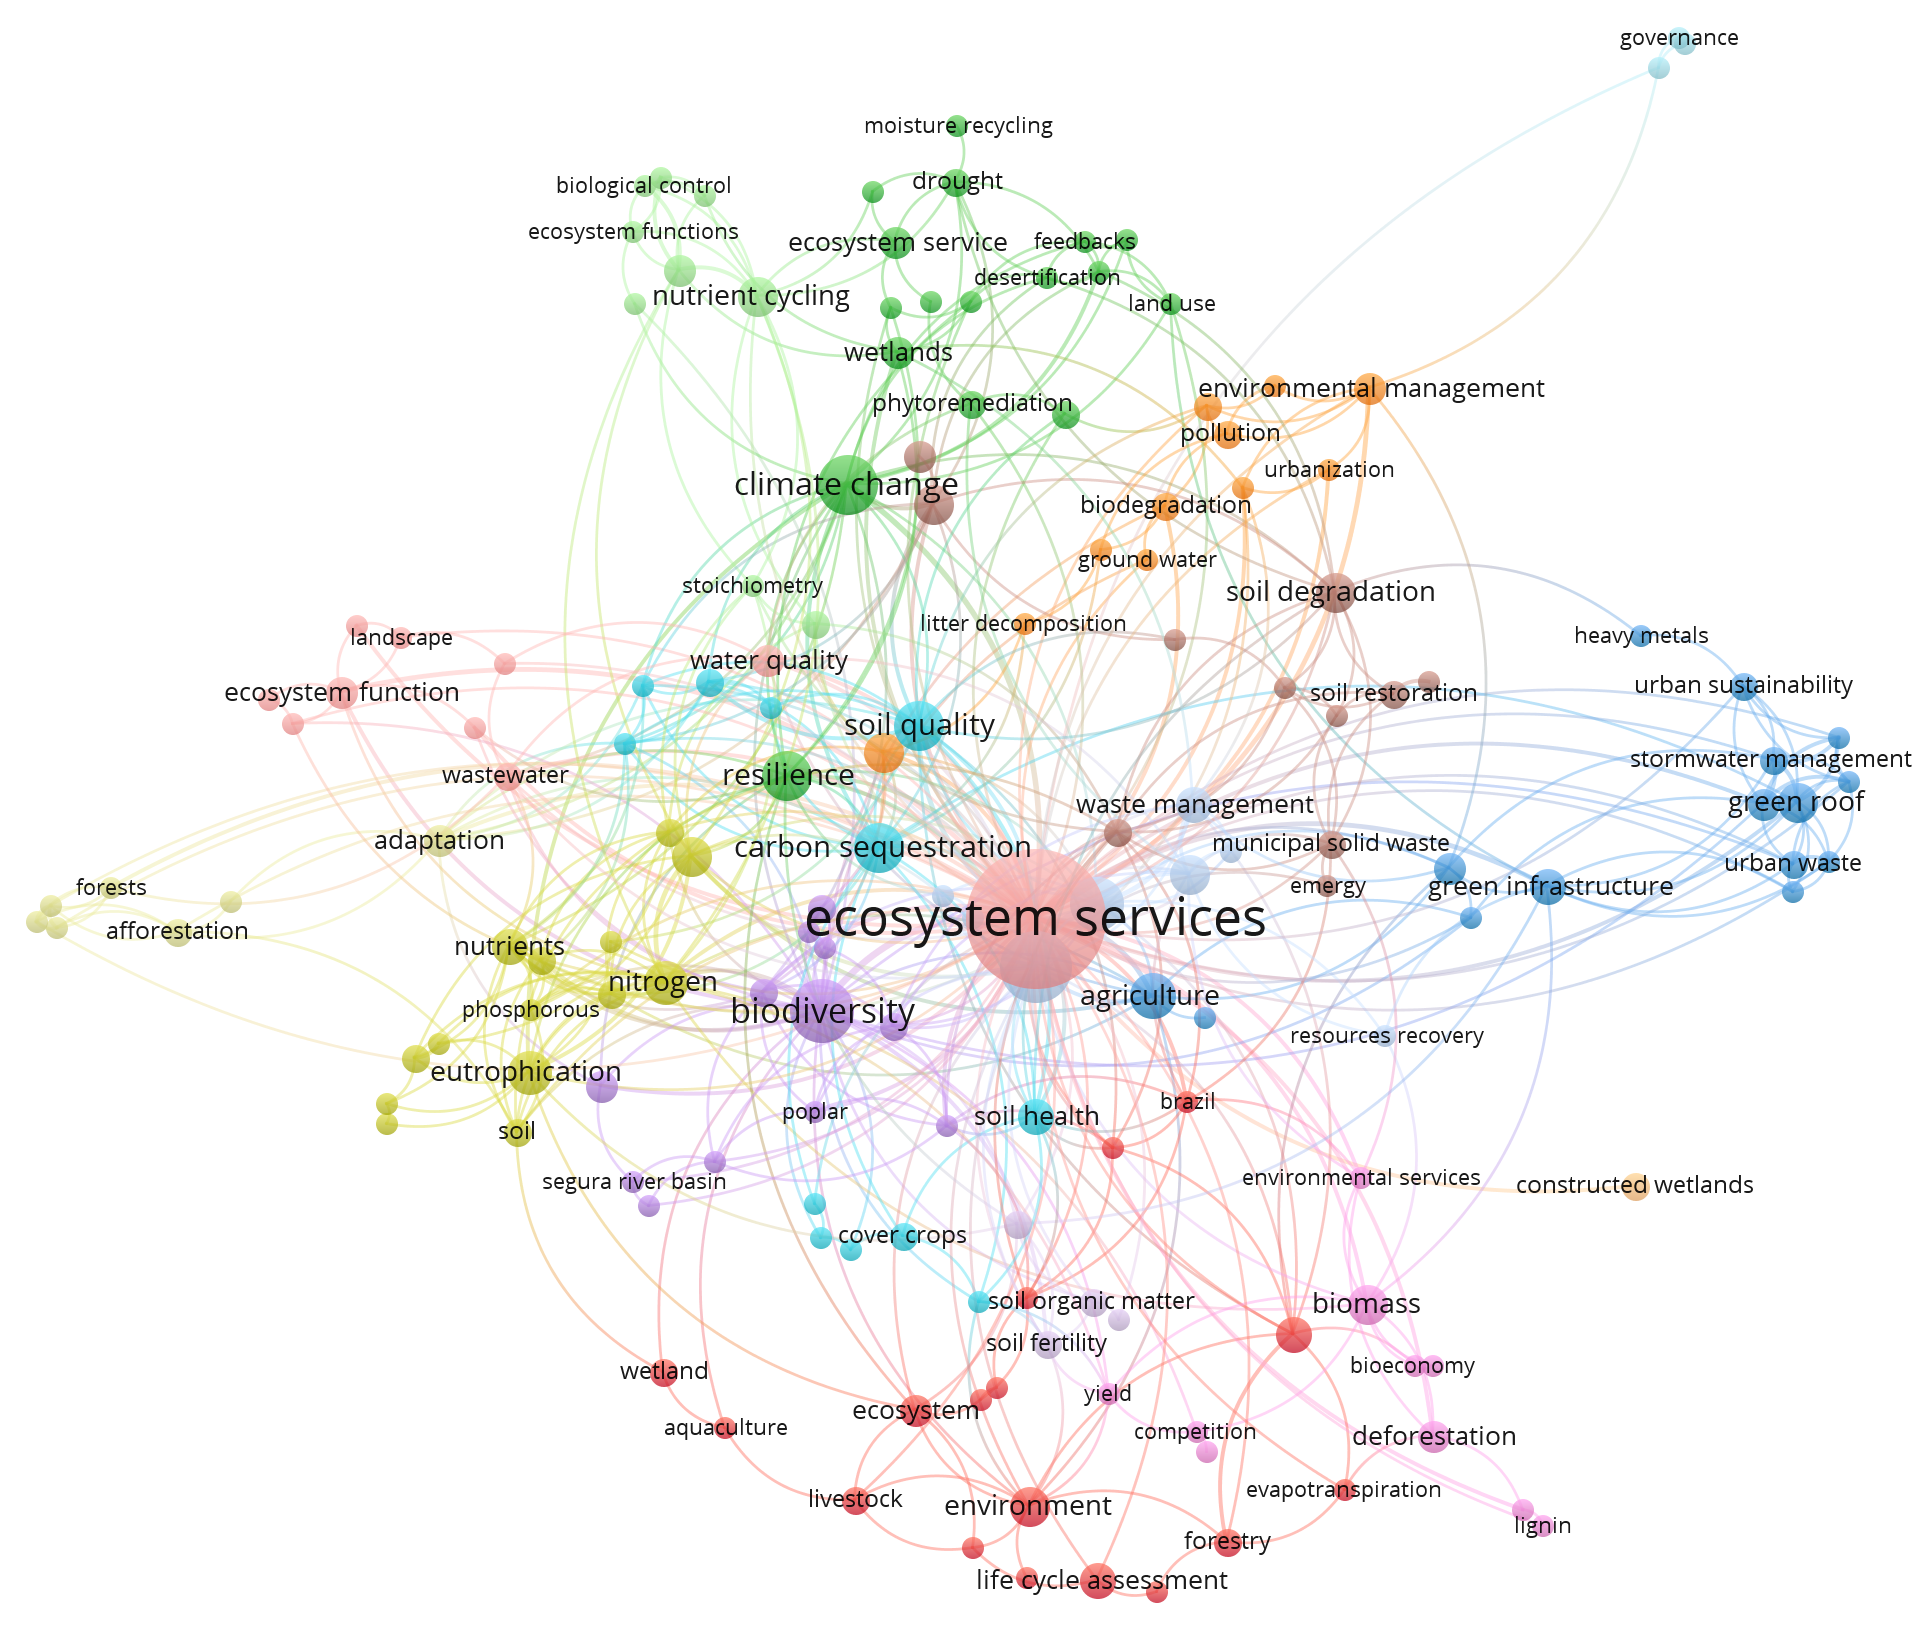 governance
moisture recycling
drought
biological control
ecosystem functions
ecosystem service
feedbacks
desertification
nutrient cycling
land use
wetlands
environmental management
phytoremediation
pollution
urbanization
climate change
biodegradation
ground water
stoichiometry
soil degradation
litter decomposition
landscape
heavy metals
water quality
ecosystem function
soil restoration
urban sustainability
soil quality
stormwater management
wastewater
resilience
waste management
green roof
adaptation
carbon sequestration
municipal solid waste
urban waste
forests
emergy
green infrastructure
ecosystem services
afforestation
nutrients
nitrogen
agriculture
phosphorous
biodiversity
resources recovery
eutrophication
poplar
soil health
brazil
soil
segura river basin
environmental services
constructed wetlands
cover crops
soil organic matter
biomass
soil fertility
wetland
bioeconomy
yield
ecosystem
aquaculture
competition
deforestation
livestock
environment
evapotranspiration
lignin
forestry
life cycle assessment